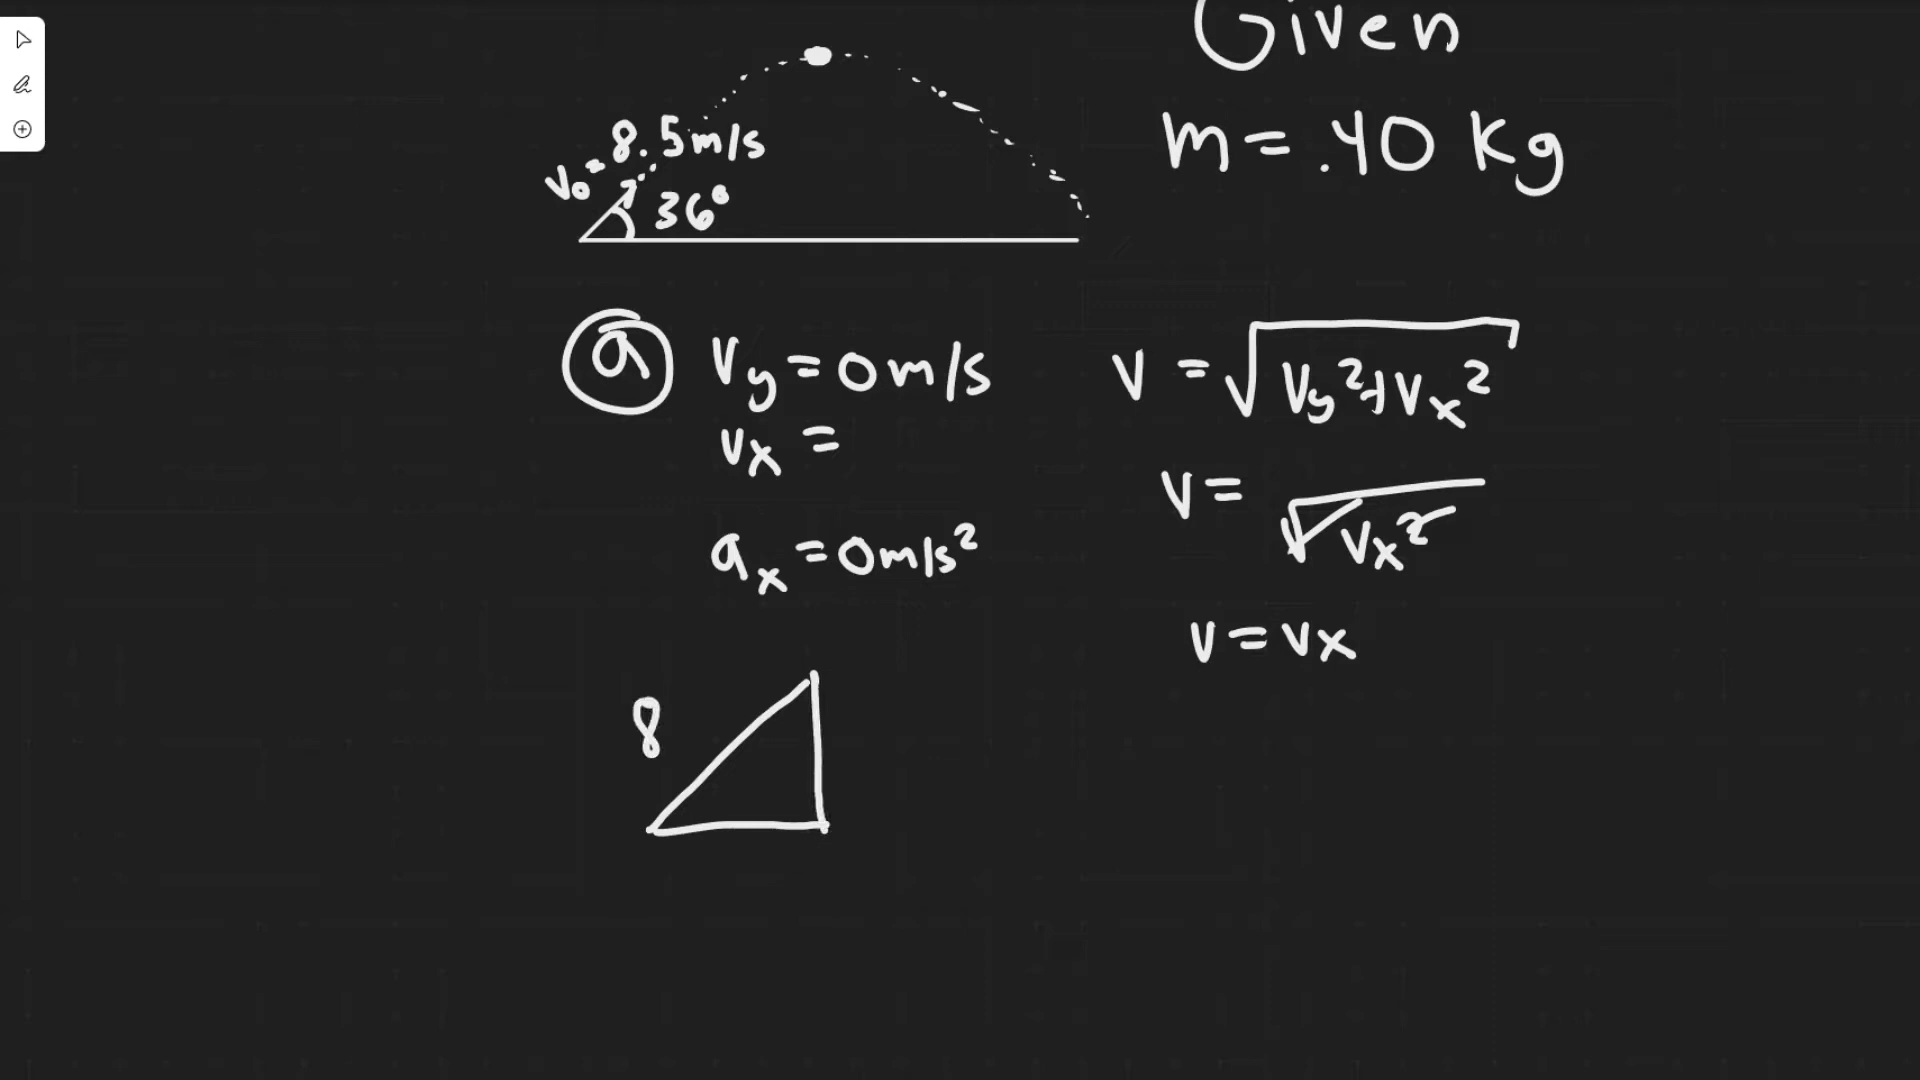 Given
m = .40 kg
v₀ = 8.5 m/s
36°
a
Vy = 0 m/s
vx =
ax = 0 m/s²
V = √Vy² + Vx²
V = √Vx²
V = Vx
8